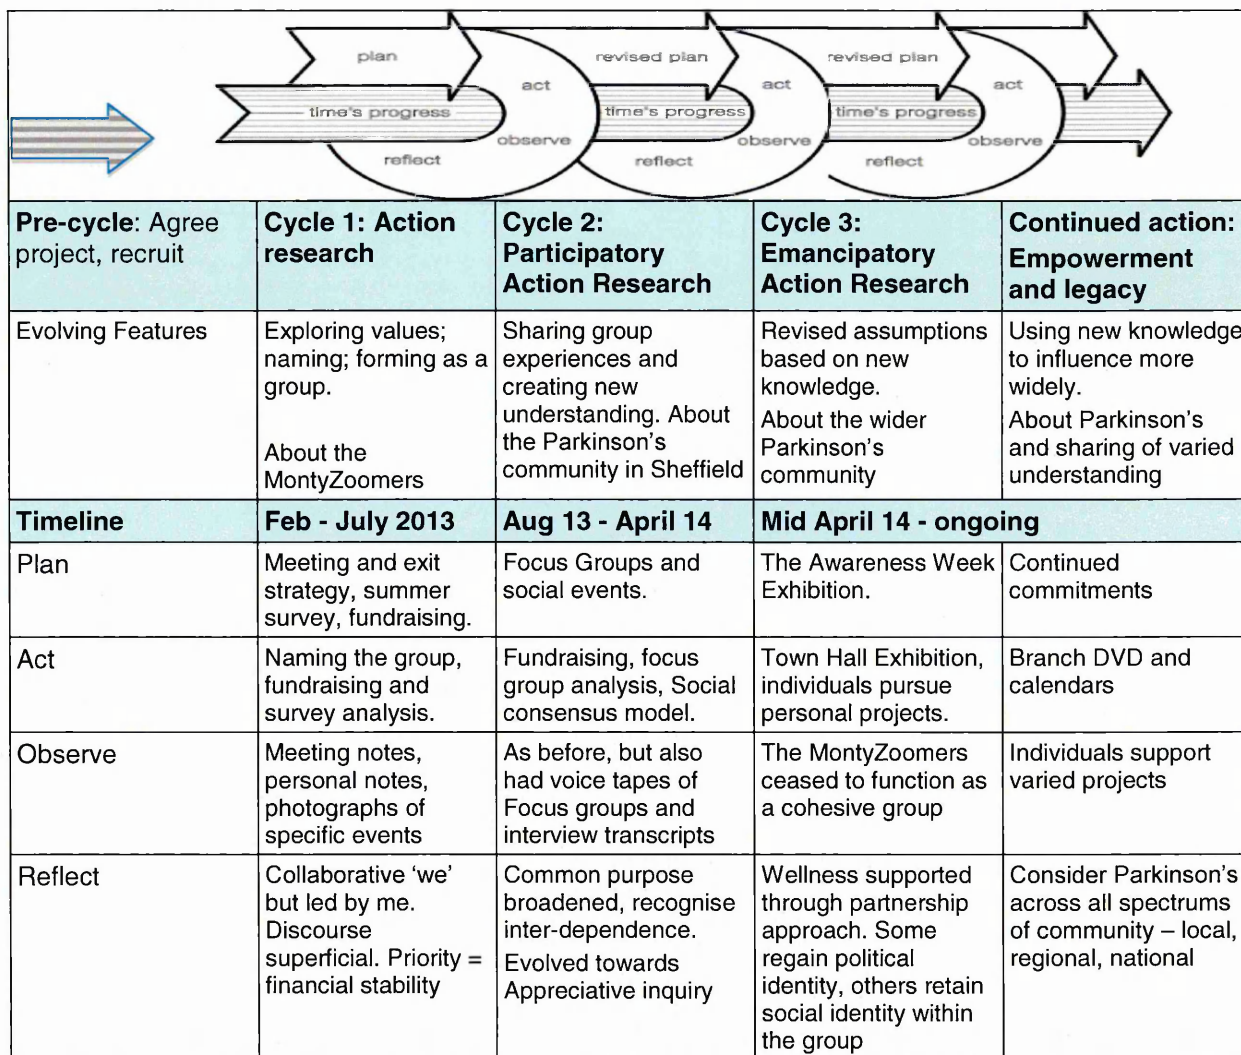 plan
revised plan
revised plan
act
act
act
time's progress
time's progress
time's progress
observe
observe
observe
reflect
reflect
reflect
Pre-cycle: Agree
project, recruit
Cycle 1: Action
research
Cycle 2:
Participatory
Action Research
Cycle 3:
Emancipatory
Action Research
Continued action:
Empowerment
and legacy
Evolving Features
Exploring values;
naming; forming as a
group.
About the
MontyZoomers
Sharing group
experiences and
creating new
understanding. About
the Parkinson's
community in Sheffield
Revised assumptions
based on new
knowledge.
About the wider
Parkinson's
community
Using new knowledge
to influence more
widely.
About Parkinson's
and sharing of varied
understanding
Timeline
Feb - July 2013
Aug 13 - April 14
Mid April 14 - ongoing
Plan
Meeting and exit
strategy, summer
survey, fundraising.
Focus Groups and
social events.
The Awareness Week
Exhibition.
Continued
commitments
Act
Naming the group,
fundraising and
survey analysis.
Fundraising, focus
group analysis, Social
consensus model.
Town Hall Exhibition,
individuals pursue
personal projects.
Branch DVD and
calendars
Observe
Meeting notes,
personal notes,
photographs of
specific events
As before, but also
had voice tapes of
Focus groups and
interview transcripts
The MontyZoomers
ceased to function as
a cohesive group
Individuals support
varied projects
Reflect
Collaborative 'we'
but led by me.
Discourse
superficial. Priority =
financial stability
Common purpose
broadened, recognise
inter-dependence.
Evolved towards
Appreciative inquiry
Wellness supported
through partnership
approach. Some
regain political
identity, others retain
social identity within
the group
Consider Parkinson's
across all spectrums
of community – local,
regional, national